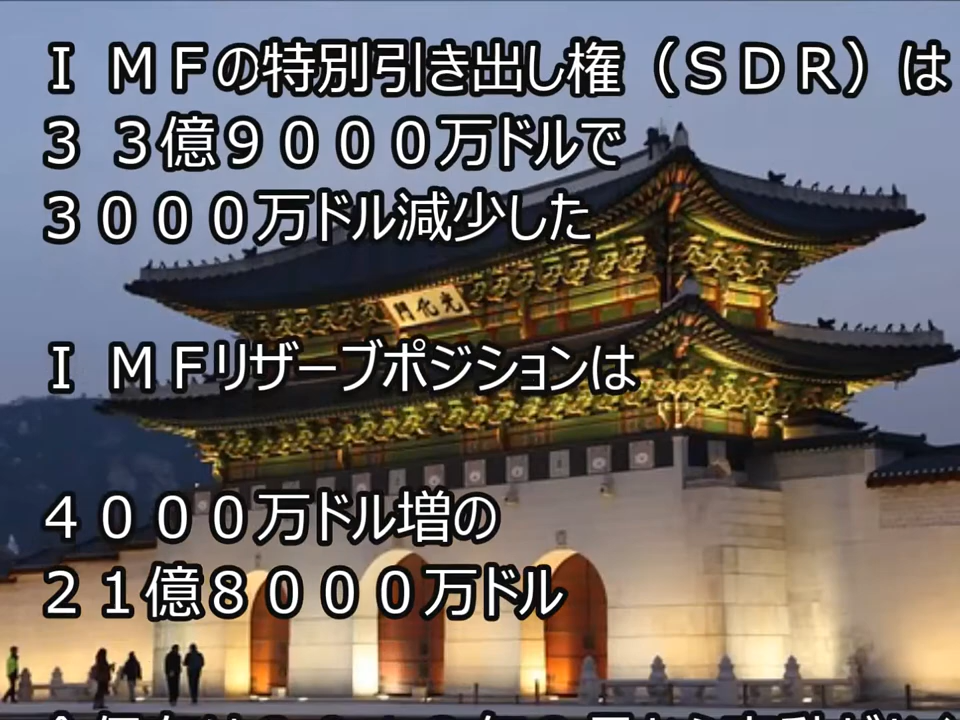 ＩＭＦの特別引き出し権（ＳＤＲ）は
３３億９０００万ドルで
３０００万ドル減少した
光化門
ＩＭＦリザーブポジションは
４０００万ドル増の
２１億８０００万ドル